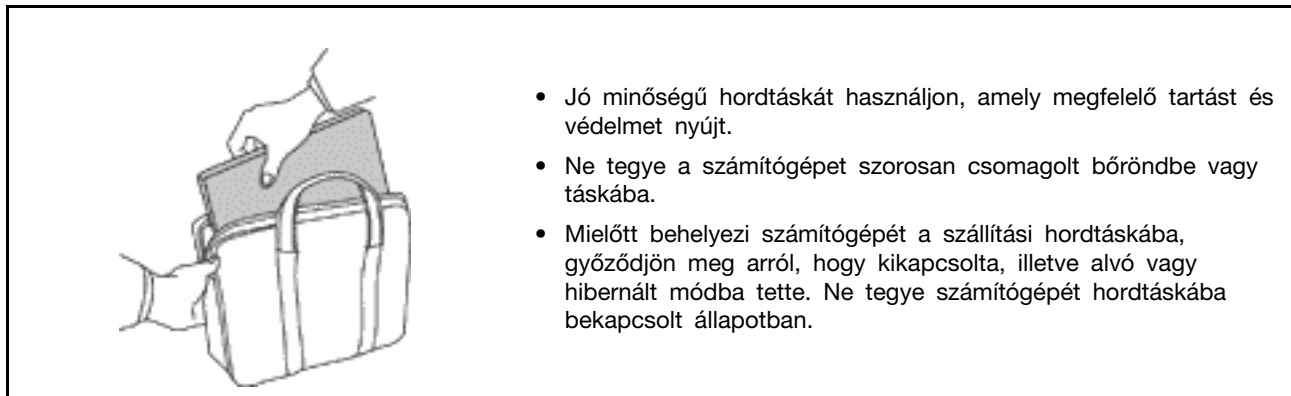 • Jó minőségű hordtáskát használjon, amely megfelelő tartást és
védelmet nyújt.
• Ne tegye a számítógépet szorosan csomagolt bőröndbe vagy
táskába.
• Mielőtt behelyezi számítógépét a szállítási hordtáskába,
győződjön meg arról, hogy kikapcsolta, illetve alvó vagy
hibernált módba tette. Ne tegye számítógépét hordtáskába
bekapcsolt állapotban.